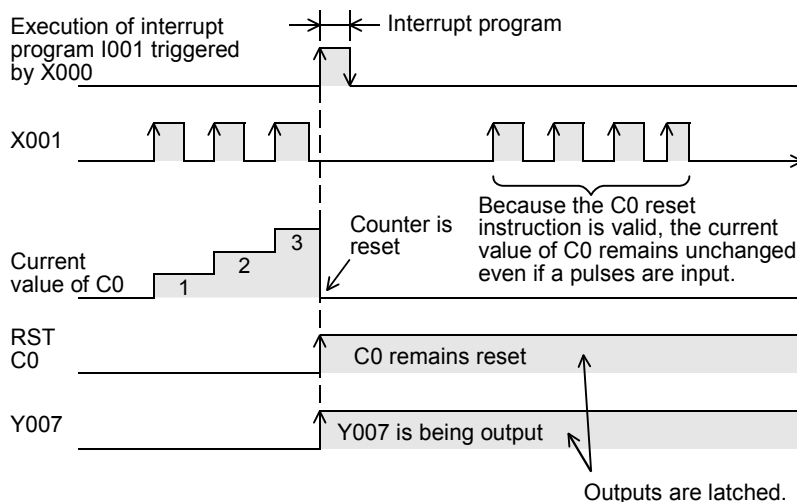 Execution of interrupt
program I001 triggered
by X000
Interrupt program
X001
Because the C0 reset
instruction is valid, the current
value of C0 remains unchanged
even if a pulses are input.
Counter is
reset
Current
value of C0
1
2
3
RST
C0
C0 remains reset
Y007
Y007 is being output
Outputs are latched.